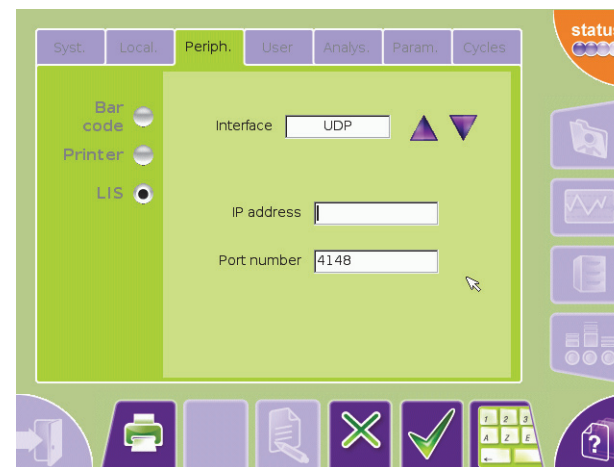 status
Syst. Local. Periph. User Analys. Param. Cycles
Bar
code
Interface UDP
Printer
LIS
IP address
Port number 4148
1 2 3
A Z E
?